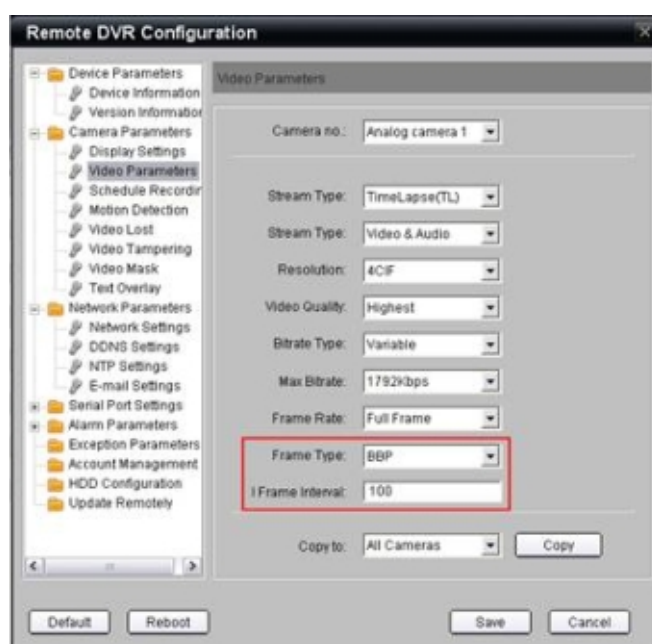 Remote DVR Configuration
Device Parameters
Device Information
Version Information
Camera Parameters
Display Settings
Video Parameters
Schedule Recordin
Motion Detection
Video Lost
Video Tampering
Video Mask
Text Overlay
Network Parameters
Network Settings
DDNS Settings
NTP Settings
E-mail Settings
Serial Port Settings
Alarm Parameters
Exception Parameters
Account Management
HDD Configuration
Update Remotely
Video Parameters
Camera no.: Analog camera 1
Stream Type: TimeLapse(TL)
Stream Type: Video & Audio
Resolution: 4CIF
Video Quality: Highest
Bitrate Type: Variable
Max Bitrate: 1792Kbps
Frame Rate: Full Frame
Frame Type: BBP
I Frame Interval: 100
Copy to: All Cameras Copy
Default Reboot Save Cancel